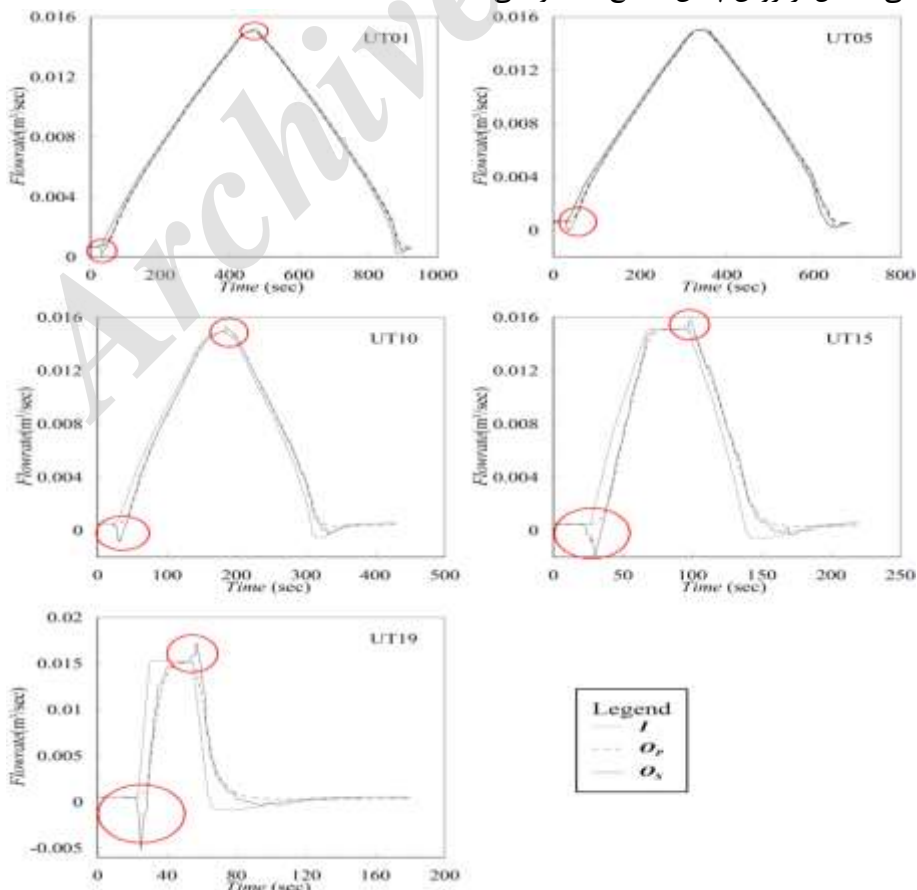 0.016
UT01
0.012
0.008
0.004
0
Flowrate(m³/sec)
0 200 400 600 800 1000
Time (sec)
0.016
UT05
0.012
0.008
0.004
0
Flowrate(m³/sec)
0 200 400 600 800
Time (sec)
0.016
UT10
0.012
0.008
0.004
0
Flowrate(m³/sec)
0 100 200 300 400 500
Time (sec)
0.016
UT15
0.012
0.008
0.004
0
Flowrate(m³/sec)
0 50 100 150 200 250
Time (sec)
0.02
UT19
0.015
0.01
0.005
0
-0.005
Flowrate(m³/sec)
0 40 80 120 160 200
Time (sec)
Legend
I
O_P
O_S
Archive